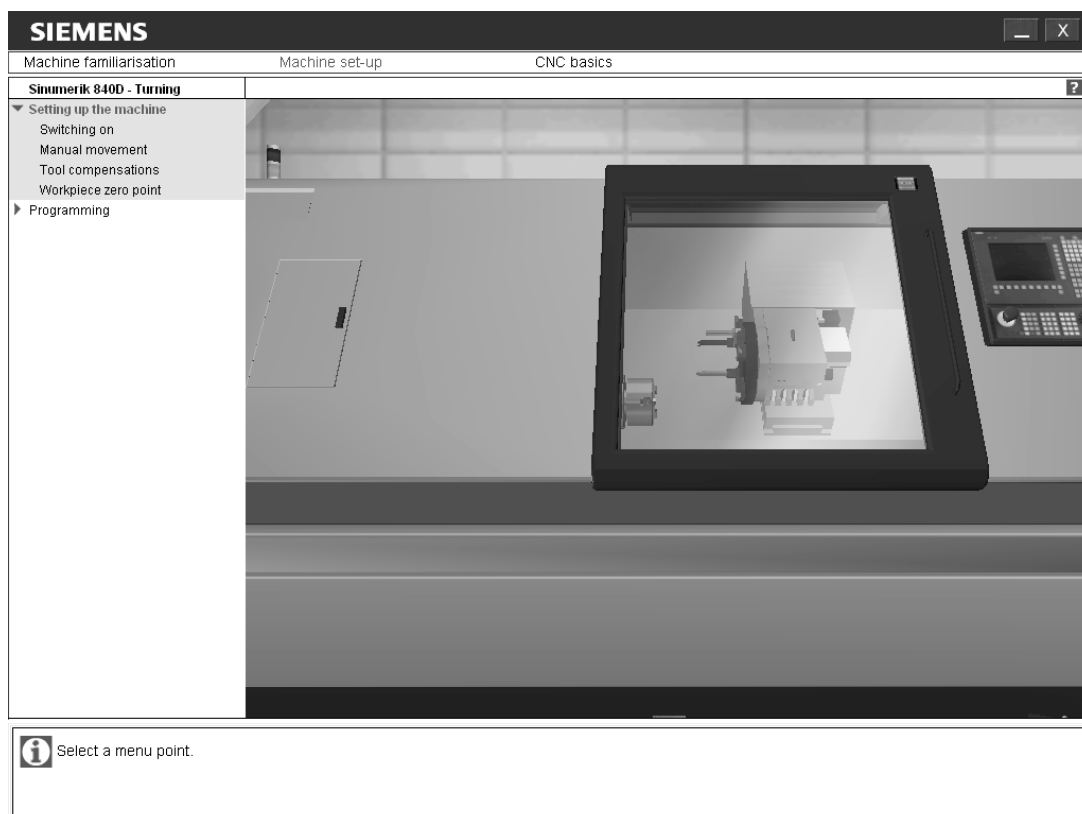 SIEMENS
X
Machine familiarisation Machine set-up CNC basics
Sinumerik 840D - Turning
?
Setting up the machine
Switching on
Manual movement
Tool compensations
Workpiece zero point
Programming
Select a menu point.